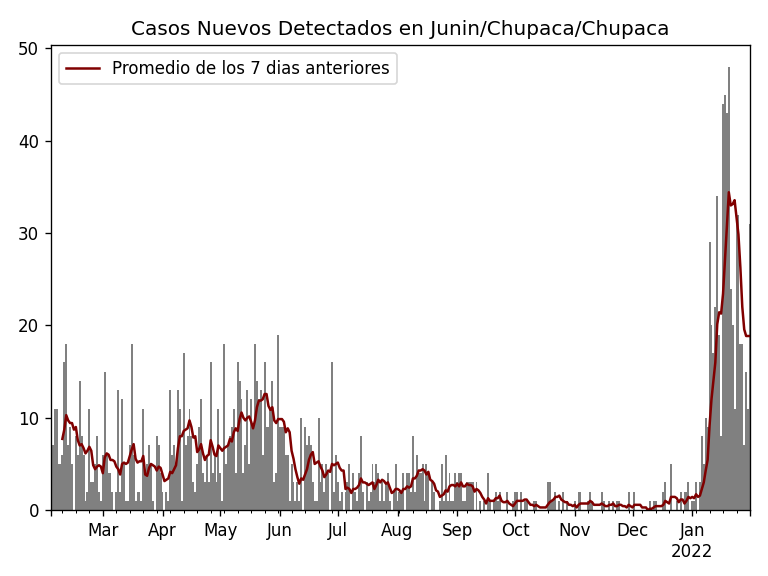 Casos Nuevos Detectados en Junin/Chupaca/Chupaca
Promedio de los 7 dias anteriores
50
40
30
20
10
0
Mar Apr May Jun Jul Aug Sep Oct Nov Dec Jan
2022